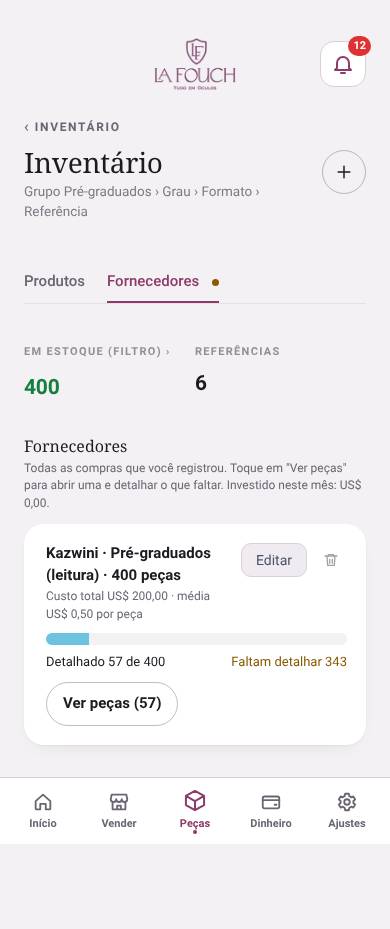 LF
LA FOUCH
Tudo em Óculos
12
‹ INVENTÁRIO
Inventário
Grupo Pré-graduados › Grau › Formato ›
Referência
+
Produtos
Fornecedores
EM ESTOQUE (FILTRO) ›
REFERÊNCIAS
400
6
Fornecedores
Todas as compras que você registrou. Toque em "Ver peças"
para abrir uma e detalhar o que faltar. Investido neste mês: US$
0,00.
Kazwini · Pré-graduados
(leitura) · 400 peças
Editar
Custo total US$ 200,00 · média
US$ 0,50 por peça
Detalhado 57 de 400
Faltam detalhar 343
Ver peças (57)
Início
Vender
Peças
Dinheiro
Ajustes